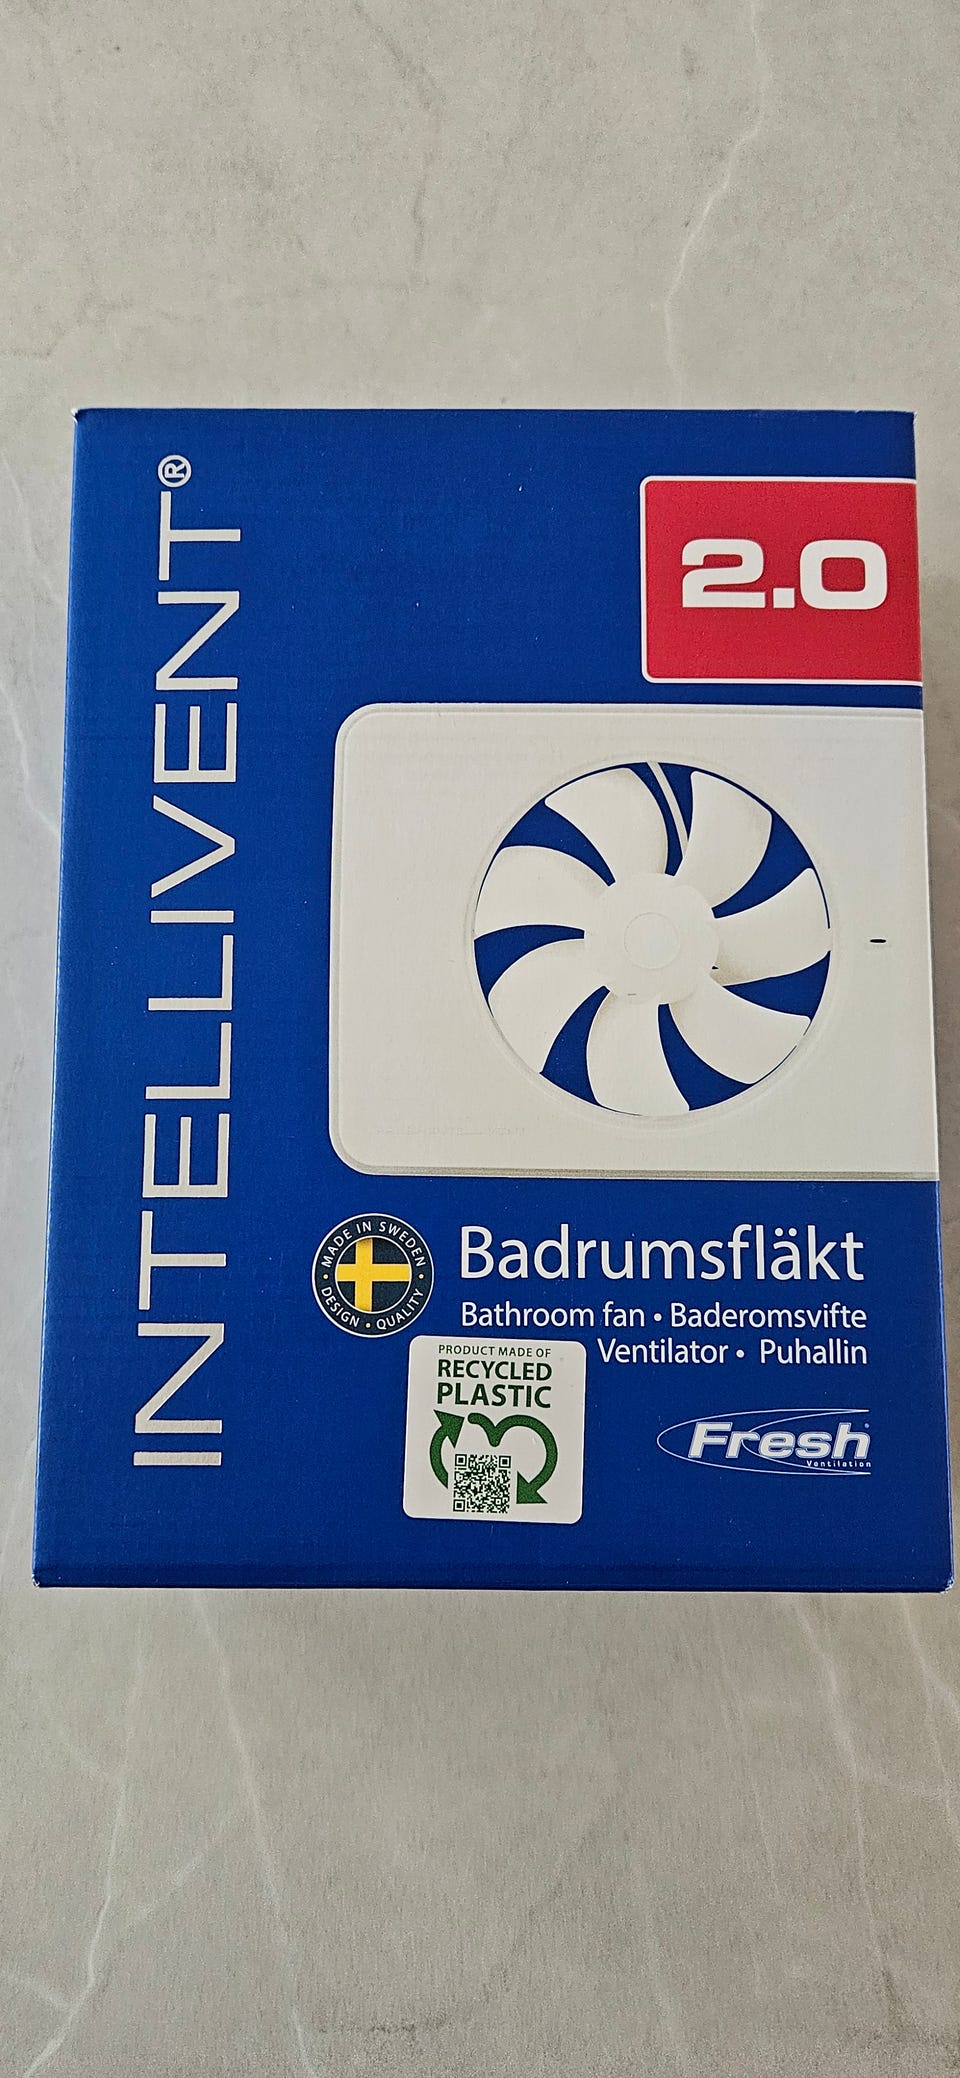 INTELLIVENT®
2.0
MADE IN SWEDEN
DESIGN • QUALITY
Badrumsfläkt
Bathroom fan • Baderomsvifte
Ventilator • Puhallin
PRODUCT MADE OF
RECYCLED
PLASTIC
Fresh
Ventilation